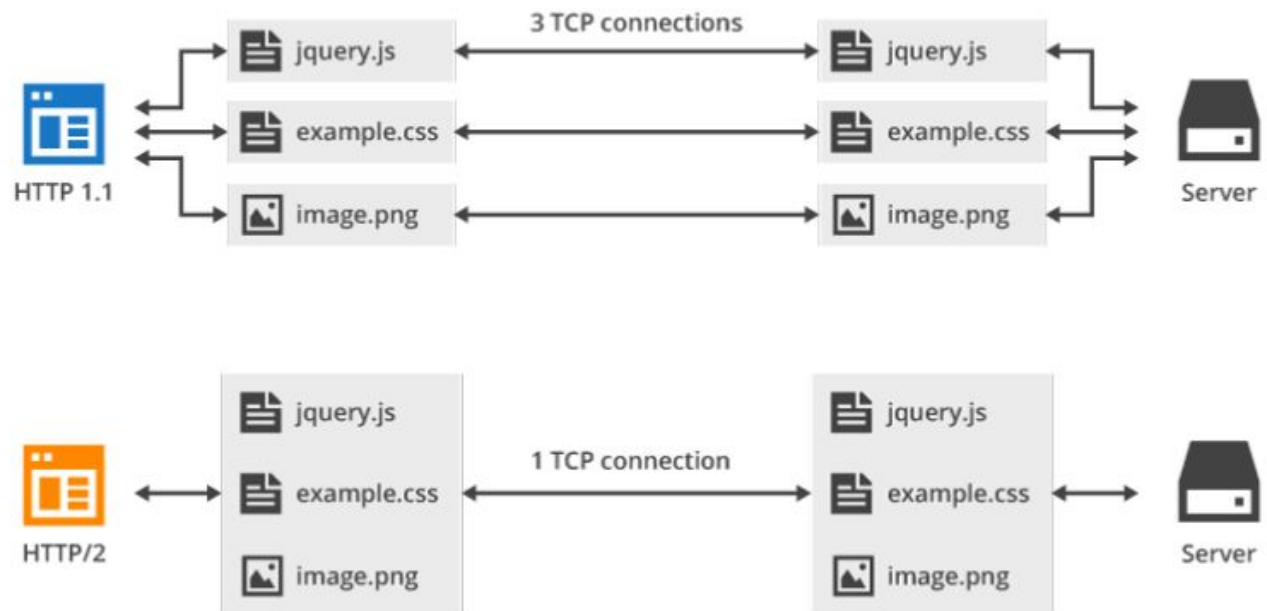 3 TCP connections
jquery.js
jquery.js
example.css
example.css
HTTP 1.1
Server
image.png
image.png
jquery.js
jquery.js
1 TCP connection
example.css
example.css
HTTP/2
Server
image.png
image.png